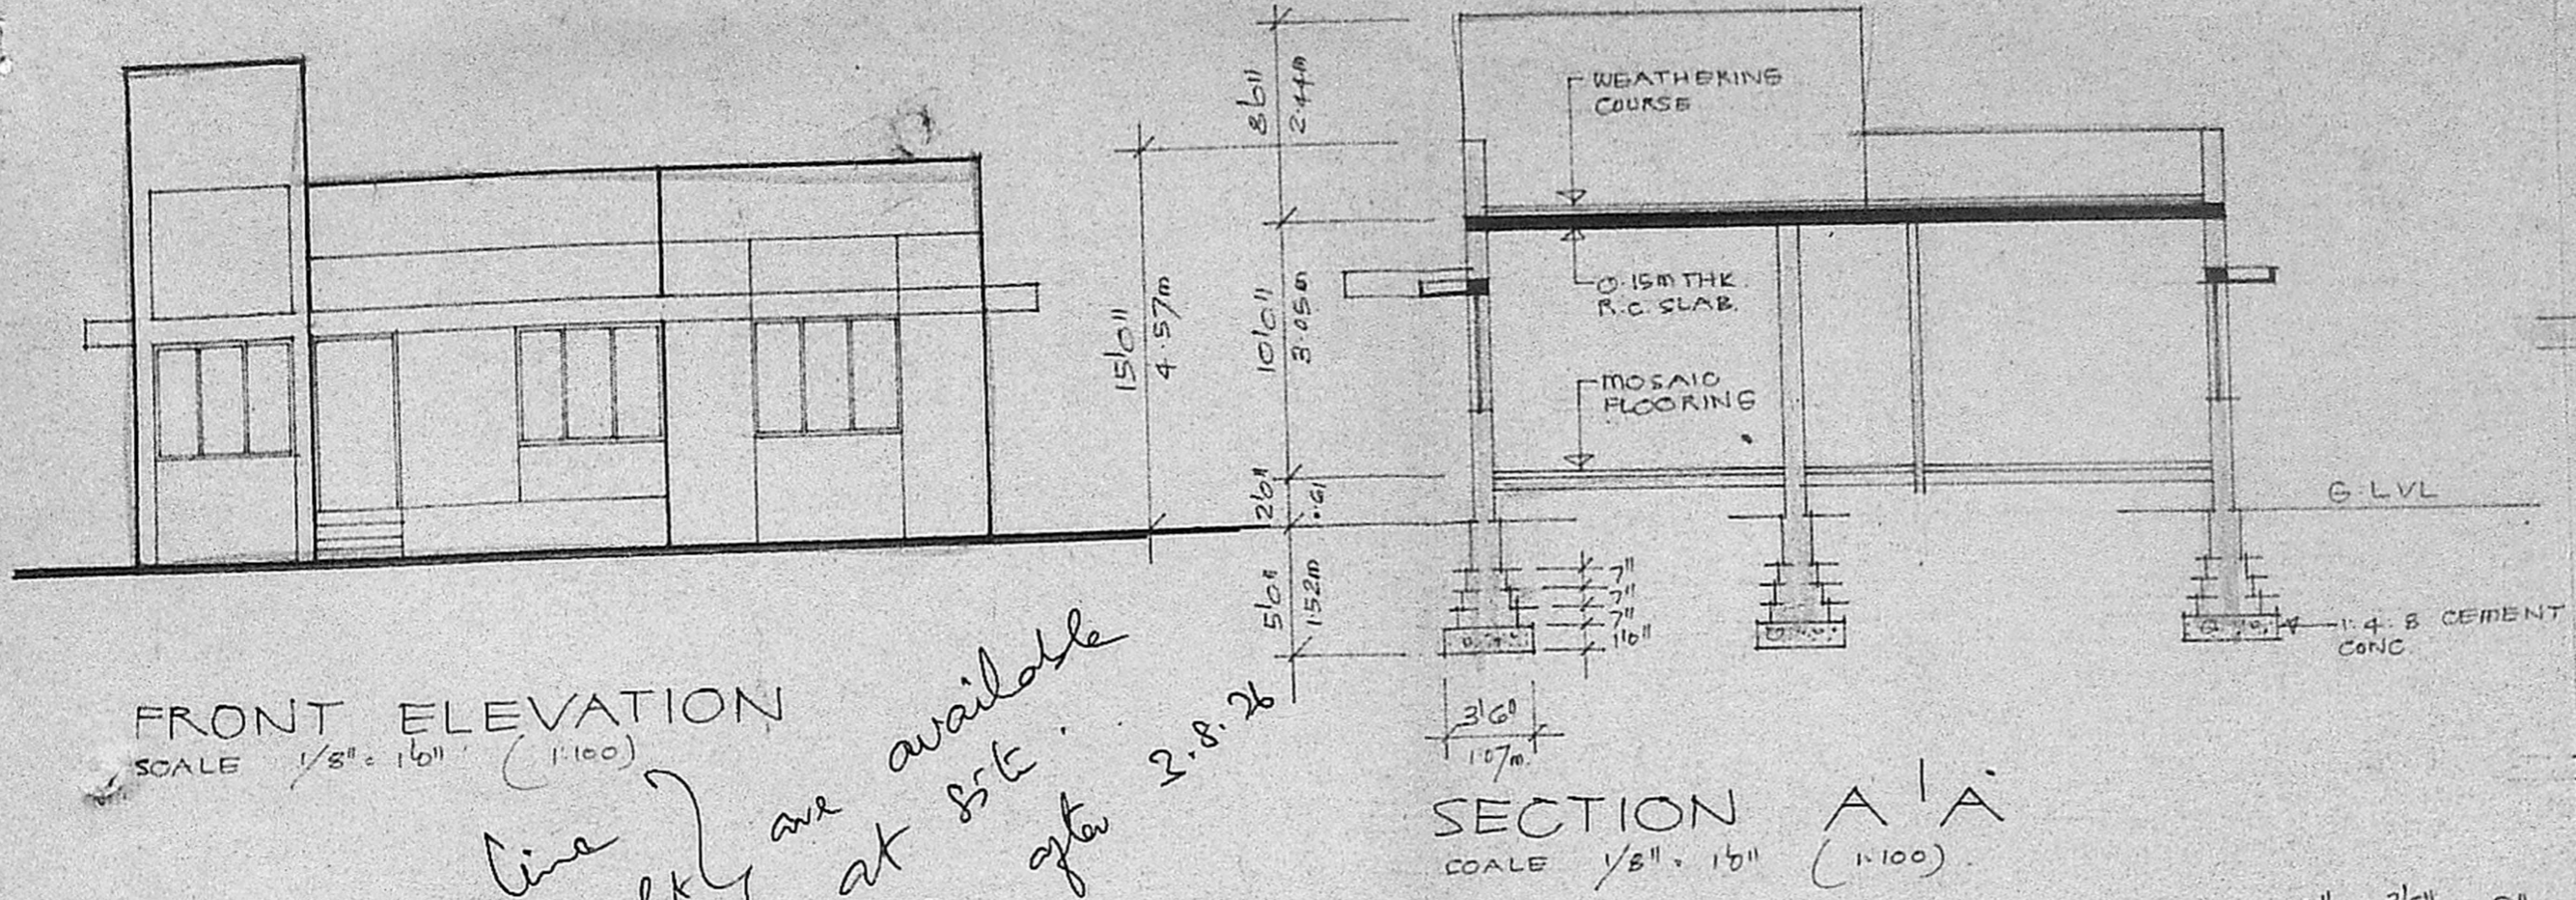 8'0"
2.44m
WEATHERING
COURSE
15'0"
4.57m
10'0"
3.05m
0.15M THK.
R.C. SLAB.
MOSAIC
FLOORING
2'0"
.61
G.LVL
5'0"
1.52m
7"
7"
7"
1'0"
1:4:8 CEMENT
CONC.
3'6"
1.07m.
FRONT ELEVATION
SCALE 1/8" = 1'0" (1:100)
SECTION A'A
SCALE 1/8" = 1'0" (1:100)
line
are available
at site.
after 3.8.26